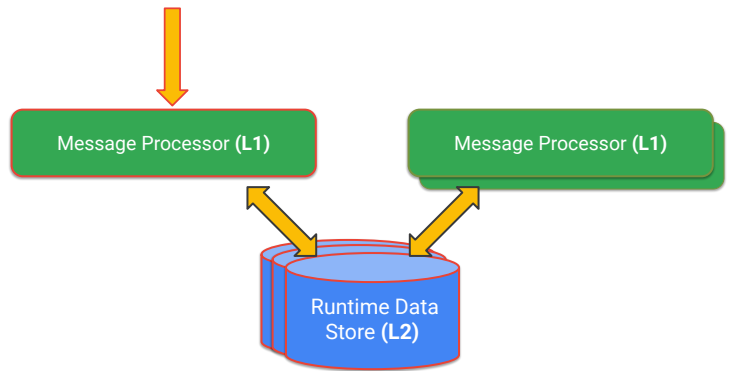 Message Processor (L1)
Message Processor (L1)
Runtime Data
Store (L2)